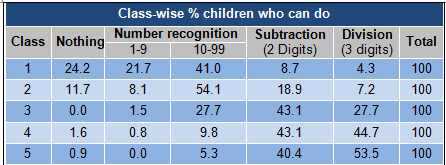 Class-wise % children who can do
Class Nothing Number recognition Subtraction (2 Digits) Division (3 digits) Total
1-9 10-99
1 24.2 21.7 41.0 8.7 4.3 100
2 11.7 8.1 54.1 18.9 7.2 100
3 0.0 1.5 27.7 43.1 27.7 100
4 1.6 0.8 9.8 43.1 44.7 100
5 0.9 0.0 5.3 40.4 53.5 100